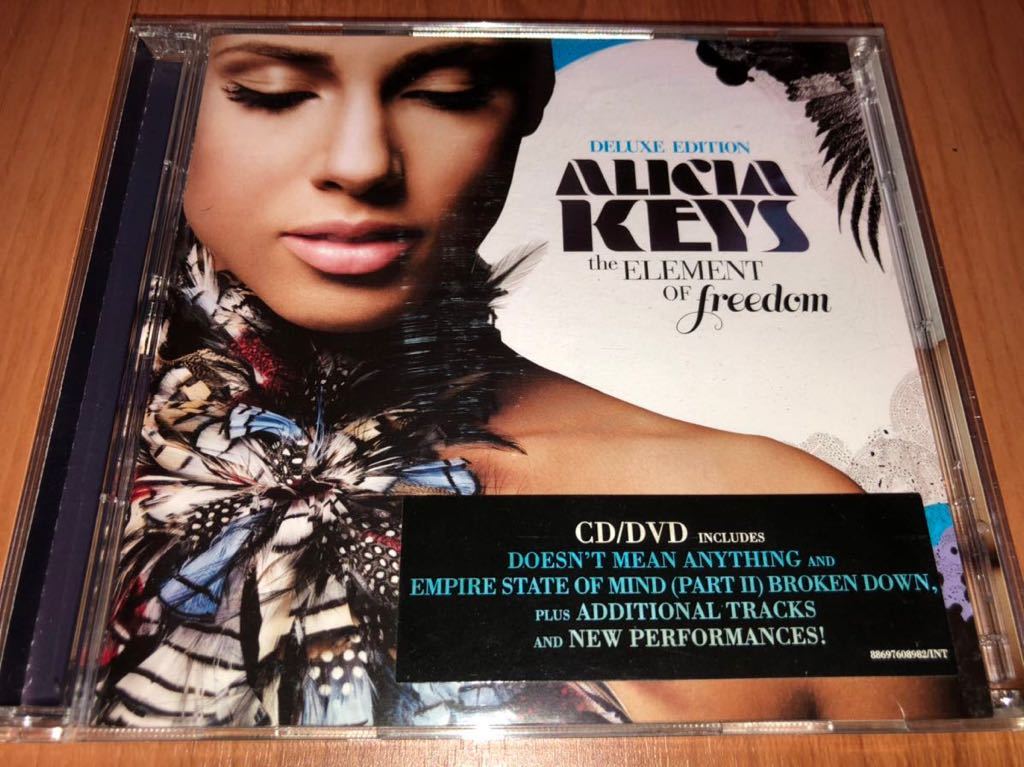 DELUXE EDITION
ALICIA
KEYS
the ELEMENT
OF freedom
CD/DVD INCLUDES
DOESN'T MEAN ANYTHING AND
EMPIRE STATE OF MIND (PART II) BROKEN DOWN,
PLUS ADDITIONAL TRACKS
AND NEW PERFORMANCES!
88697608982/INT